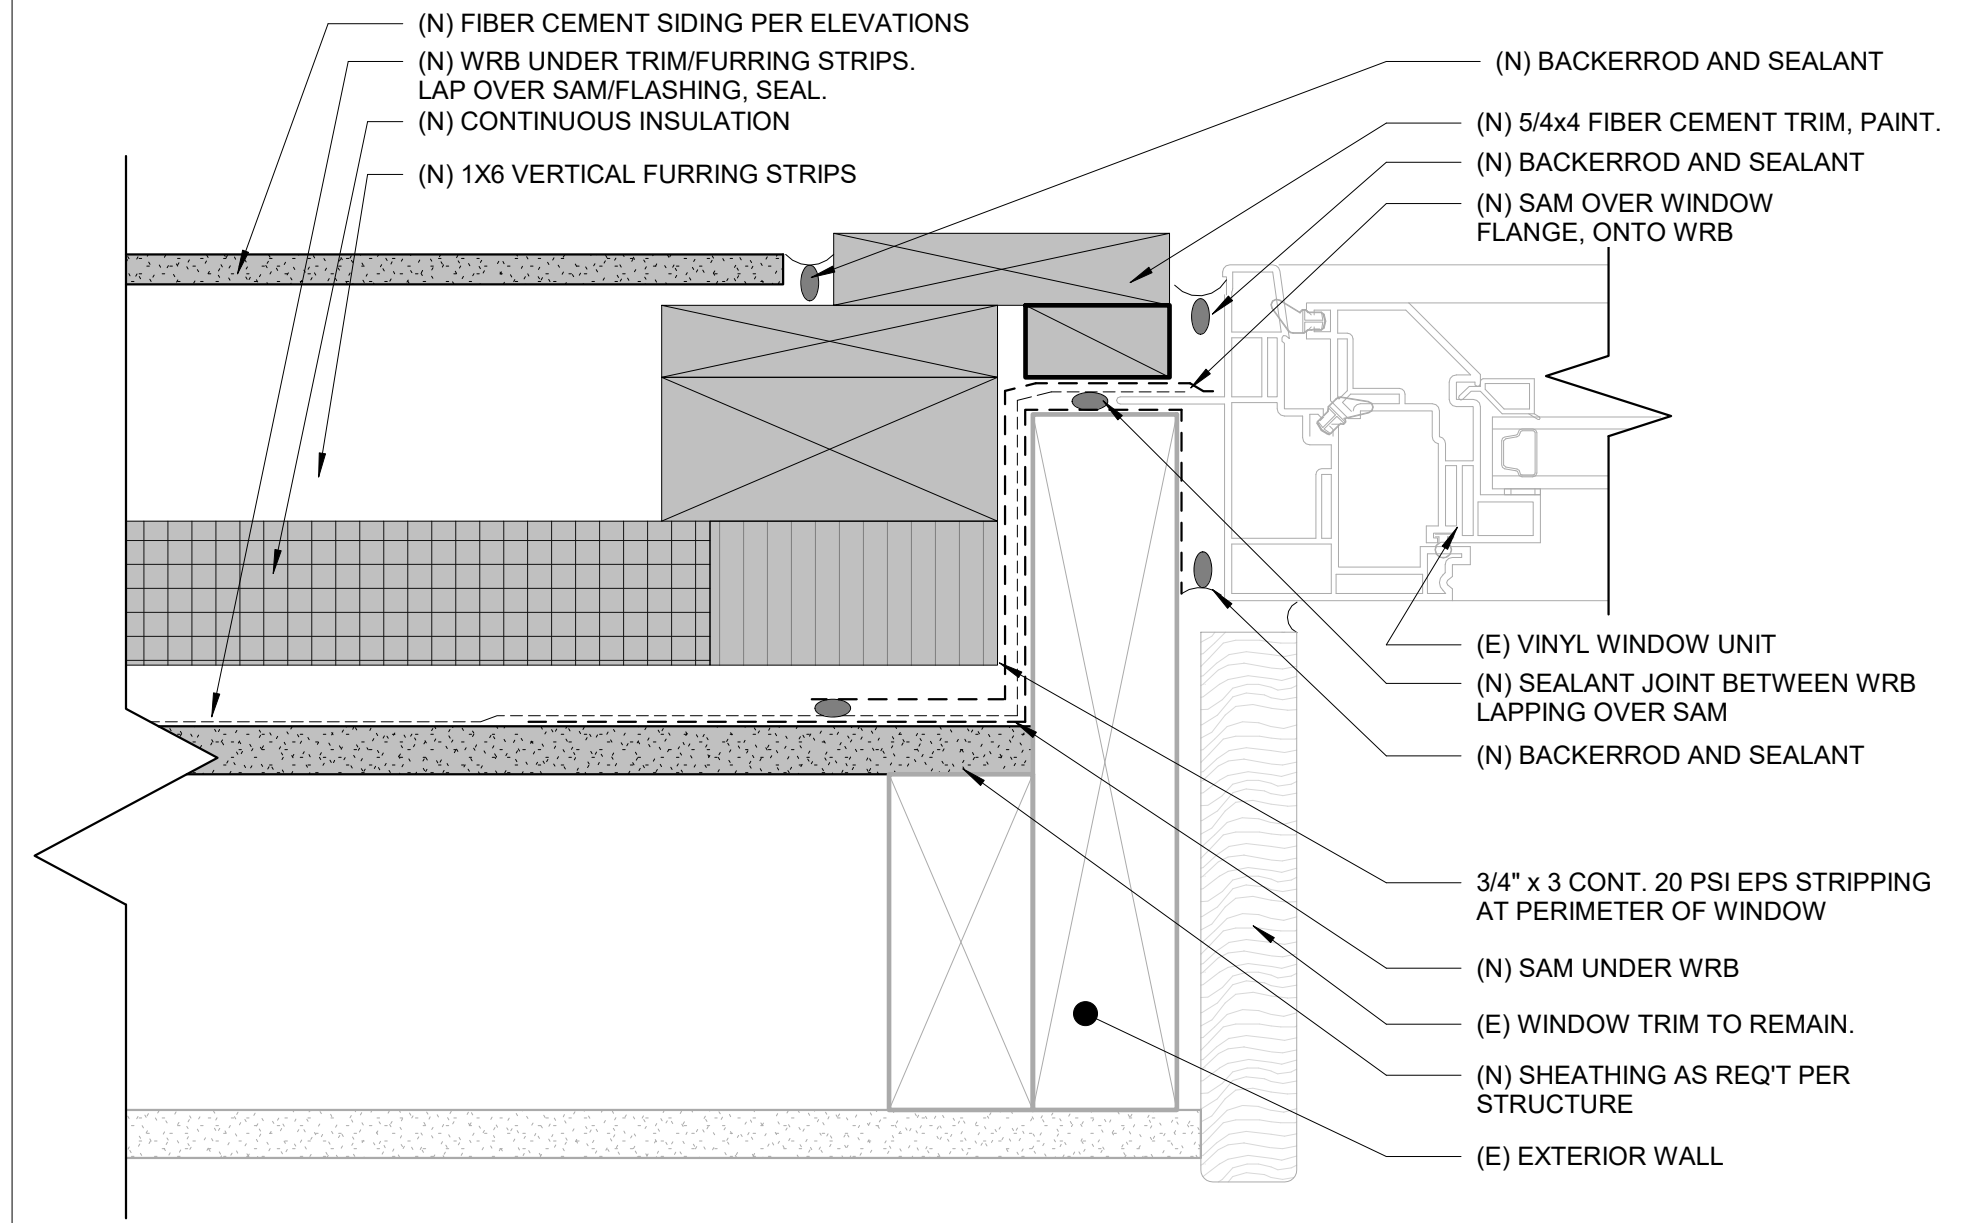 (N) FIBER CEMENT SIDING PER ELEVATIONS
(N) WRB UNDER TRIM/FURRING STRIPS.
LAP OVER SAM/FLASHING, SEAL.
(N) CONTINUOUS INSULATION
(N) 1X6 VERTICAL FURRING STRIPS
(N) BACKERROD AND SEALANT
(N) 5/4x4 FIBER CEMENT TRIM, PAINT.
(N) BACKERROD AND SEALANT
(N) SAM OVER WINDOW
FLANGE, ONTO WRB
(E) VINYL WINDOW UNIT
(N) SEALANT JOINT BETWEEN WRB
LAPPING OVER SAM
(N) BACKERROD AND SEALANT
3/4" x 3 CONT. 20 PSI EPS STRIPPING
AT PERIMETER OF WINDOW
(N) SAM UNDER WRB
(E) WINDOW TRIM TO REMAIN.
(N) SHEATHING AS REQ'T PER
STRUCTURE
(E) EXTERIOR WALL